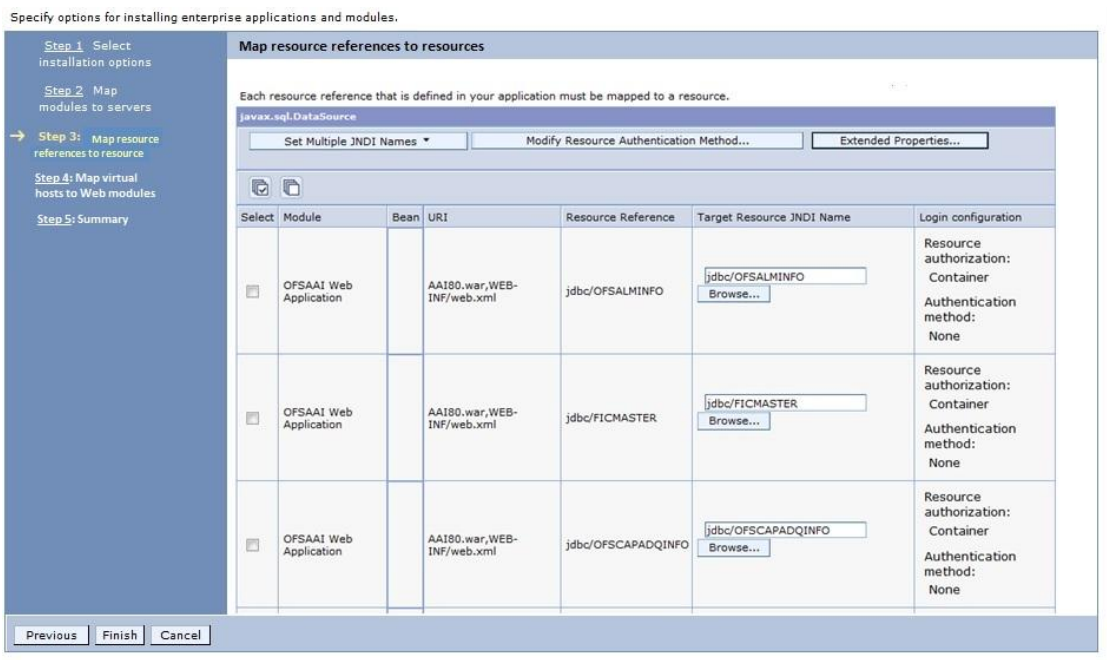 Specify options for installing enterprise applications and modules.
Step 1 Select
installation options
Step 2 Map
modules to servers
Step 3: Map resource
references to resource
Step 4: Map virtual
hosts to Web modules
Step 5: Summary
Map resource references to resources
Each resource reference that is defined in your application must be mapped to a resource.
javax.sql.DataSource
Set Multiple JNDI Names
Modify Resource Authentication Method...
Extended Properties...
Select Module Bean URI Resource Reference Target Resource JNDI Name Login configuration
OFSAAI Web
Application
AAI80.war,WEB-
INF/web.xml
jdbc/OFSALMINFO
jdbc/OFSALMINFO
Browse...
Resource
authorization:
Container
Authentication
method:
None
OFSAAI Web
Application
AAI80.war,WEB-
INF/web.xml
jdbc/FICMASTER
jdbc/FICMASTER
Browse...
Resource
authorization:
Container
Authentication
method:
None
OFSAAI Web
Application
AAI80.war,WEB-
INF/web.xml
jdbc/OFSCAPADQINFO
jdbc/OFSCAPADQINFO
Browse...
Resource
authorization:
Container
Authentication
method:
None
Previous Finish Cancel